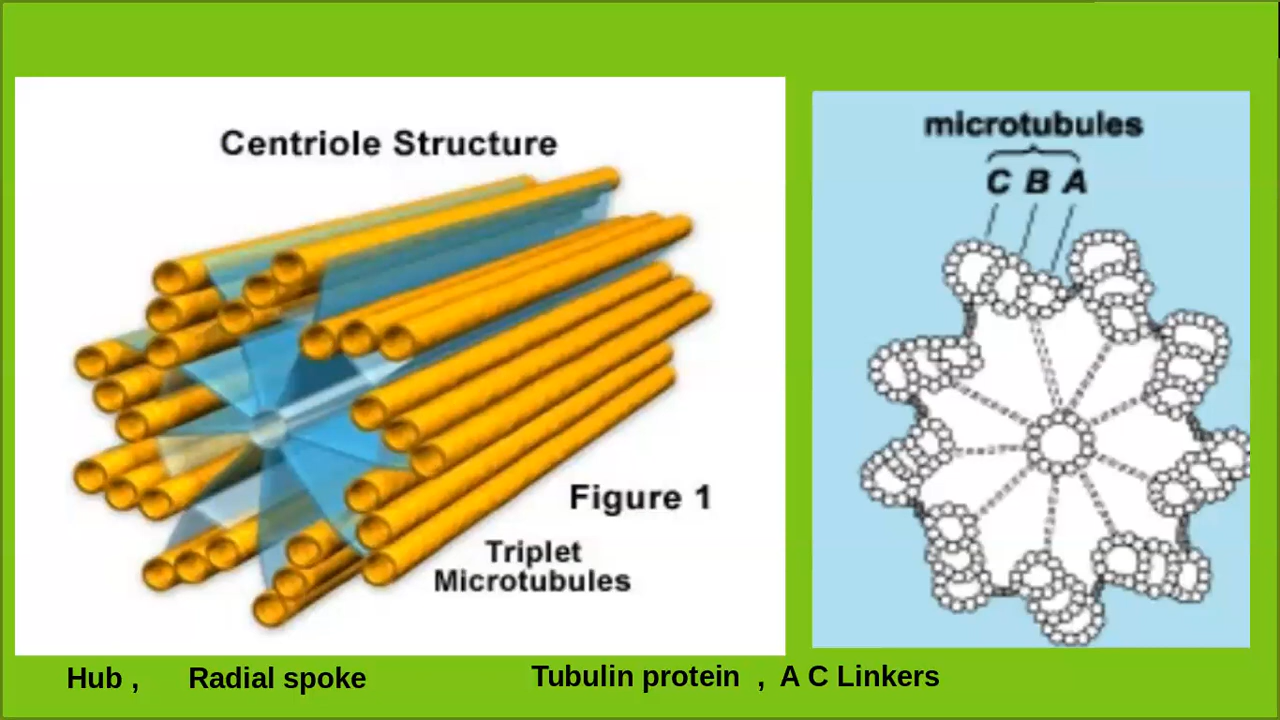 Centriole Structure
Figure 1
Triplet
Microtubules
microtubules
C B A
Hub , Radial spoke Tubulin protein , A C Linkers